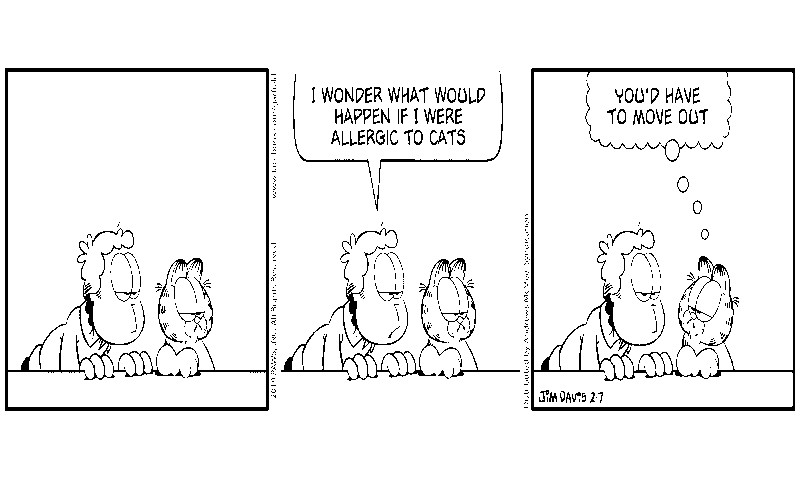 I WONDER WHAT WOULD
HAPPEN IF I WERE
ALLERGIC TO CATS
YOU'D HAVE
TO MOVE OUT
JIM DAVIS 2-7